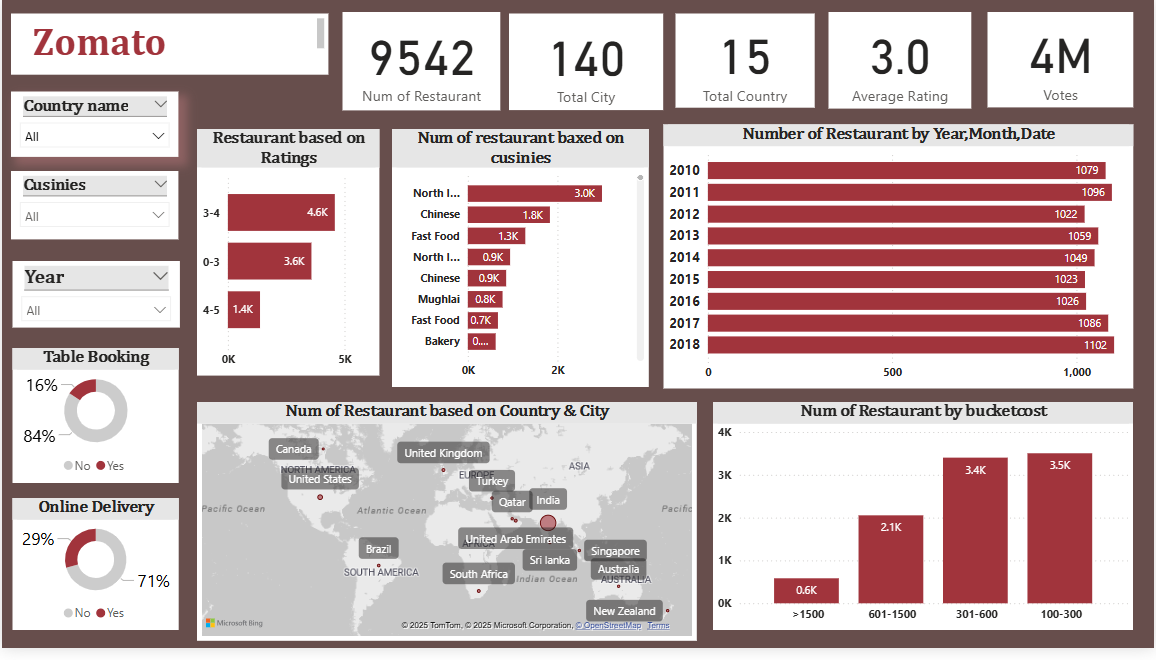 Zomato
9542
Num of Restaurant
140
Total City
15
Total Country
3.0
Average Rating
4M
Votes
Country name
All
Cusinies
All
Year
All
Table Booking
16%
84%
No Yes
Online Delivery
29%
71%
No Yes
Restaurant based on
Ratings
3-4 4.6K
0-3 3.6K
4-5 1.4K
0K 5K
Num of restaurant baxed on
cusinies
North I... 3.0K
Chinese 1.8K
Fast Food 1.3K
North I... 0.9K
Chinese 0.9K
Mughlai 0.8K
Fast Food 0.7K
Bakery 0....
0K 2K
Number of Restaurant by Year,Month,Date
2010 1079
2011 1096
2012 1022
2013 1059
2014 1049
2015 1023
2016 1026
2017 1086
2018 1102
0 500 1,000
Num of Restaurant based on Country & City
Canada
United Kingdom
NORTH AMERICA
EUROPE
ASIA
United States
Turkey
Qatar
India
Pacific Ocean
Atlantic Ocean
Pacific
United Arab Emirates
AFRICA
Brazil
Sri lanka
Singapore
SOUTH AMERICA
South Africa
Indian Ocean
Australia
AUSTRALIA
New Zealand
Microsoft Bing
© 2025 TomTom, © 2025 Microsoft Corporation, © OpenStreetMap Terms
Num of Restaurant by bucketcost
4K
3K
2K
1K
0K
0.6K
2.1K
3.4K
3.5K
>1500 601-1500 301-600 100-300